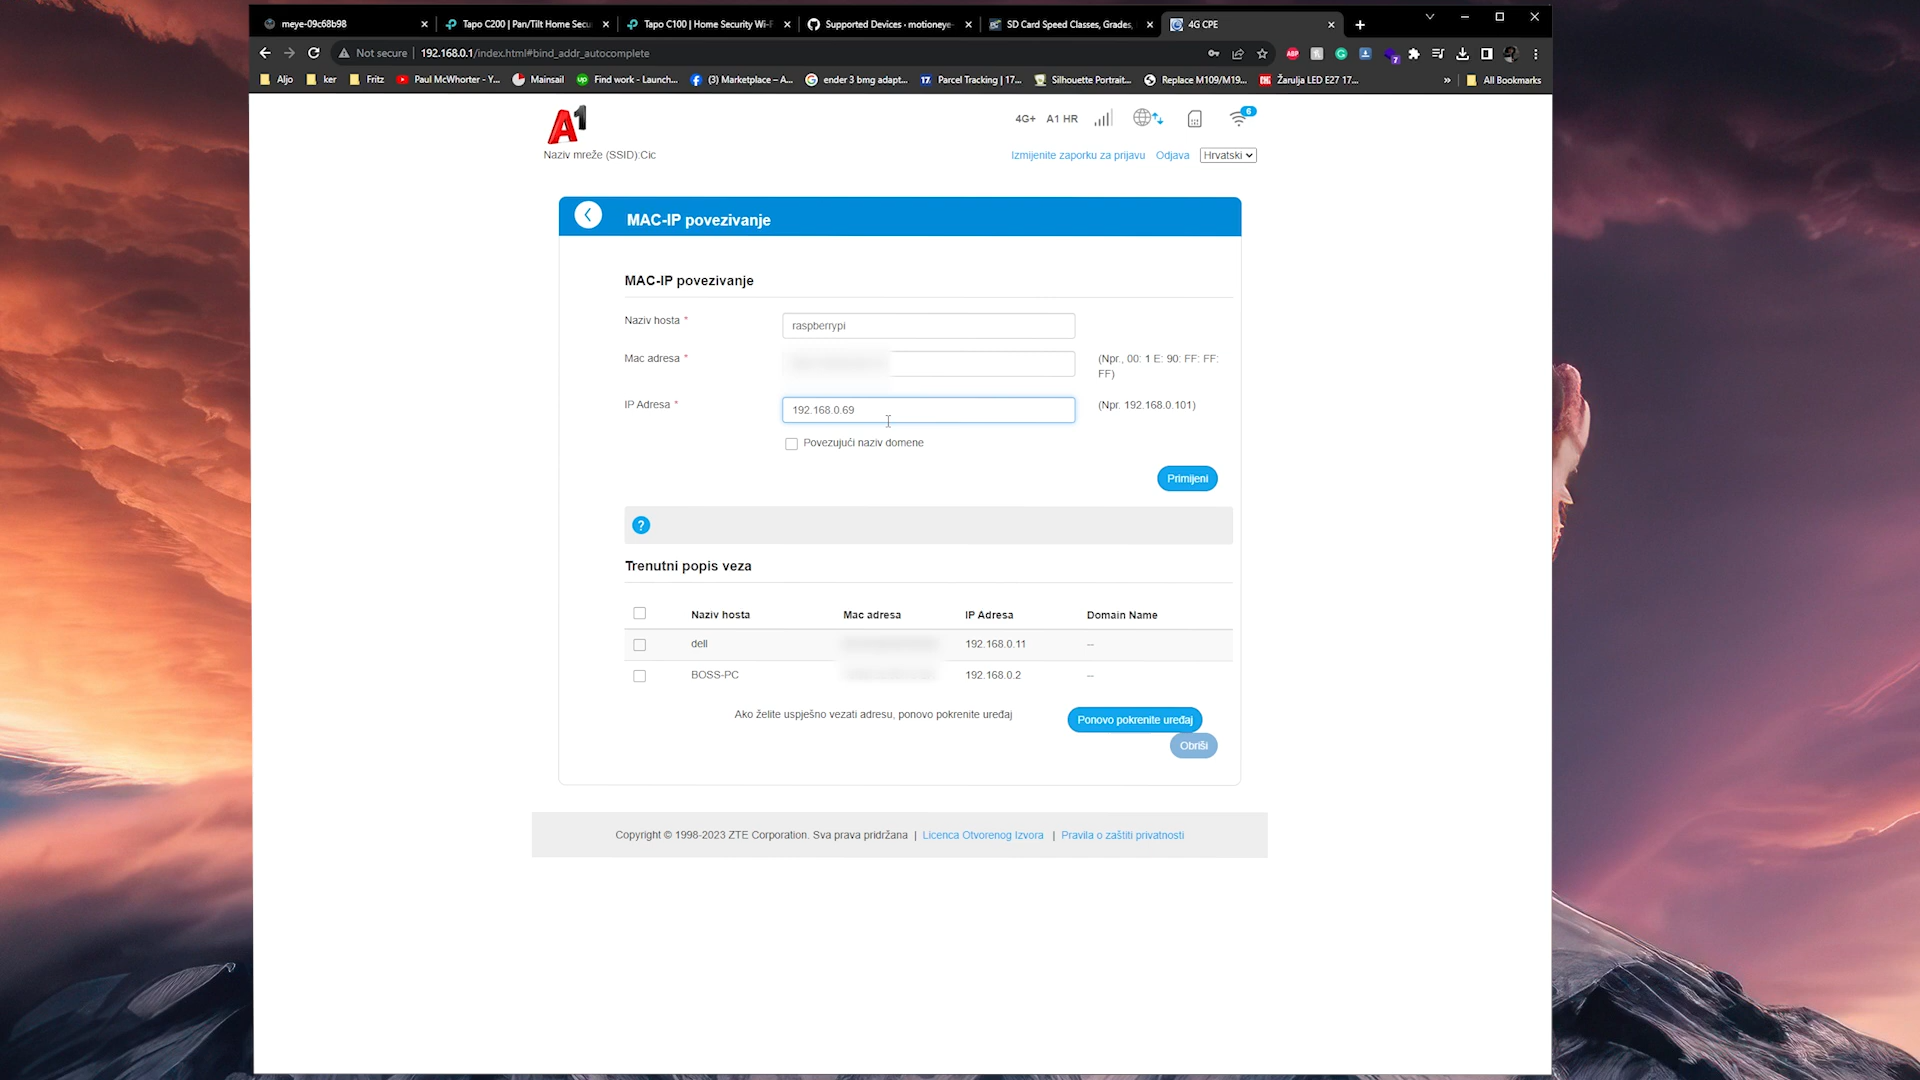 meye-09c68b98
Tapo C200 | Pan/Tilt Home Secu
Tapo C100 | Home Security Wi-F
Supported Devices · motioneye-
SD Card Speed Classes, Grades,
4G CPE
Not secure
192.168.0.1/index.html#bind_addr_autocomplete
ABP
7
Aljo
ker
Fritz
Paul McWhorter - Y...
Mainsail
up
Find work - Launch...
(3) Marketplace – A...
ender 3 bmg adapt...
17.
Parcel Tracking | 17...
Silhouette Portrait...
Replace M109/M19...
Žarulja LED E27 17...
»
All Bookmarks
A1
4G+
A1 HR
6
Naziv mreže (SSID):Cic
Izmijenite zaporku za prijavu
Odjava
Hrvatski
MAC-IP povezivanje
MAC-IP povezivanje
Naziv hosta *
raspberrypi
Mac adresa *
(Npr., 00: 1 E: 90: FF: FF:
FF)
IP Adresa *
192.168.0.69
(Npr. 192.168.0.101)
Povezujući naziv domene
Primijeni
?
Trenutni popis veza
Naziv hosta
Mac adresa
IP Adresa
Domain Name
dell
192.168.0.11
--
BOSS-PC
192.168.0.2
--
Ako želite uspješno vezati adresu, ponovo pokrenite uređaj
Ponovo pokrenite uređaj
Obriši
Copyright © 1998-2023 ZTE Corporation. Sva prava pridržana | Licenca Otvorenog Izvora | Pravila o zaštiti privatnosti